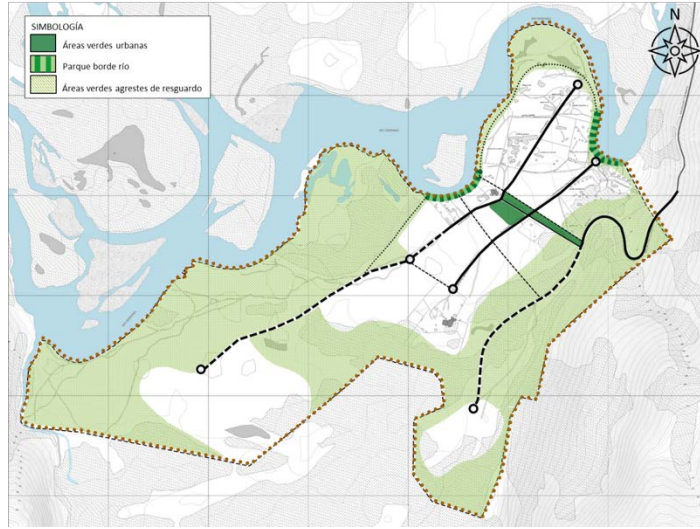 SIMBOLOGÍA
Áreas verdes urbanas
Parque borde río
Áreas verdes agrestes de resguardo
N